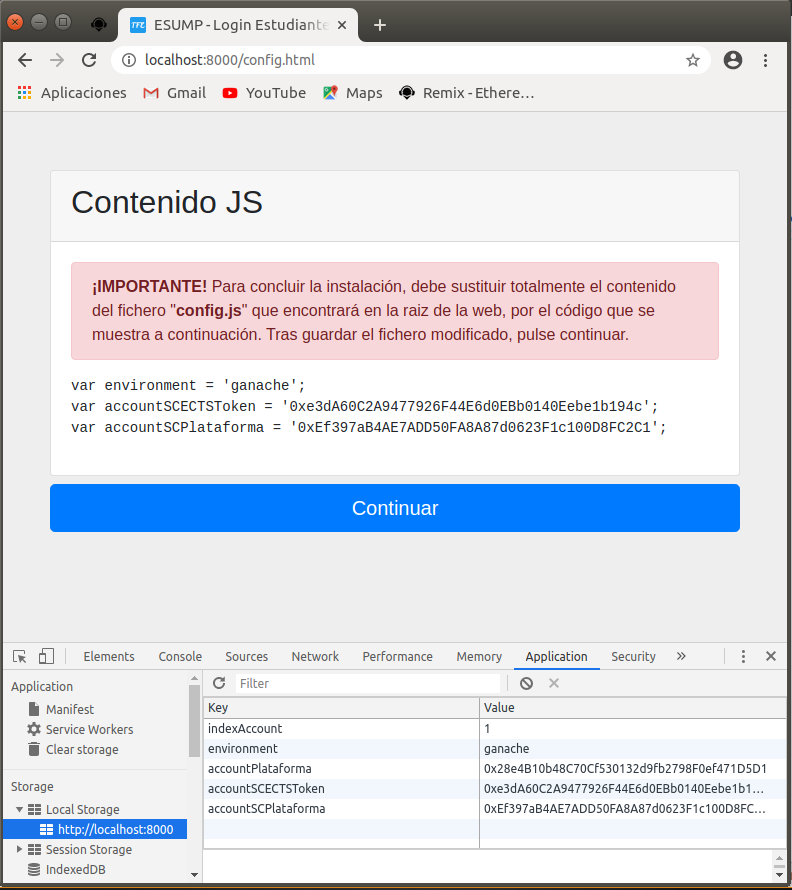 ESUMP - Login Estudiante
localhost:8000/config.html
Aplicaciones
Gmail
YouTube
Maps
Remix - Ethere…
Contenido JS
¡IMPORTANTE! Para concluir la instalación, debe sustituir totalmente el contenido
del fichero "config.js" que encontrará en la raiz de la web, por el código que se
muestra a continuación. Tras guardar el fichero modificado, pulse continuar.
var environment = 'ganache';
var accountSCECTSToken = '0xe3dA60C2A9477926F44E6d0EBb0140Eebe1b194c';
var accountSCPlataforma = '0xEf397aB4AE7ADD50FA8A87d0623F1c100D8FC2C1';
Continuar
Elements
Console
Sources
Network
Performance
Memory
Application
Security
Application
Manifest
Service Workers
Clear storage
Storage
Local Storage
http://localhost:8000
Session Storage
IndexedDB
Filter
Key Value
indexAccount 1
environment ganache
accountPlataforma 0x28e4B10b48C70Cf530132d9fb2798F0ef471D5D1
accountSCECTSToken 0xe3dA60C2A9477926F44E6d0EBb0140Eebe1b1…
accountSCPlataforma 0xEf397aB4AE7ADD50FA8A87d0623F1c100D8FC…